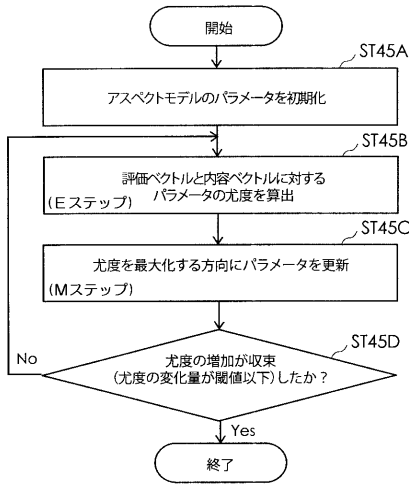 開始
ST45A
アスペクトモデルのパラメータを初期化
ST45B
評価ベクトルと内容ベクトルに対する
パラメータの尤度を算出
(Eステップ)
ST45C
尤度を最大化する方向にパラメータを更新
(Mステップ)
ST45D
尤度の増加が収束
(尤度の変化量が閾値以下)したか？
No
Yes
終了